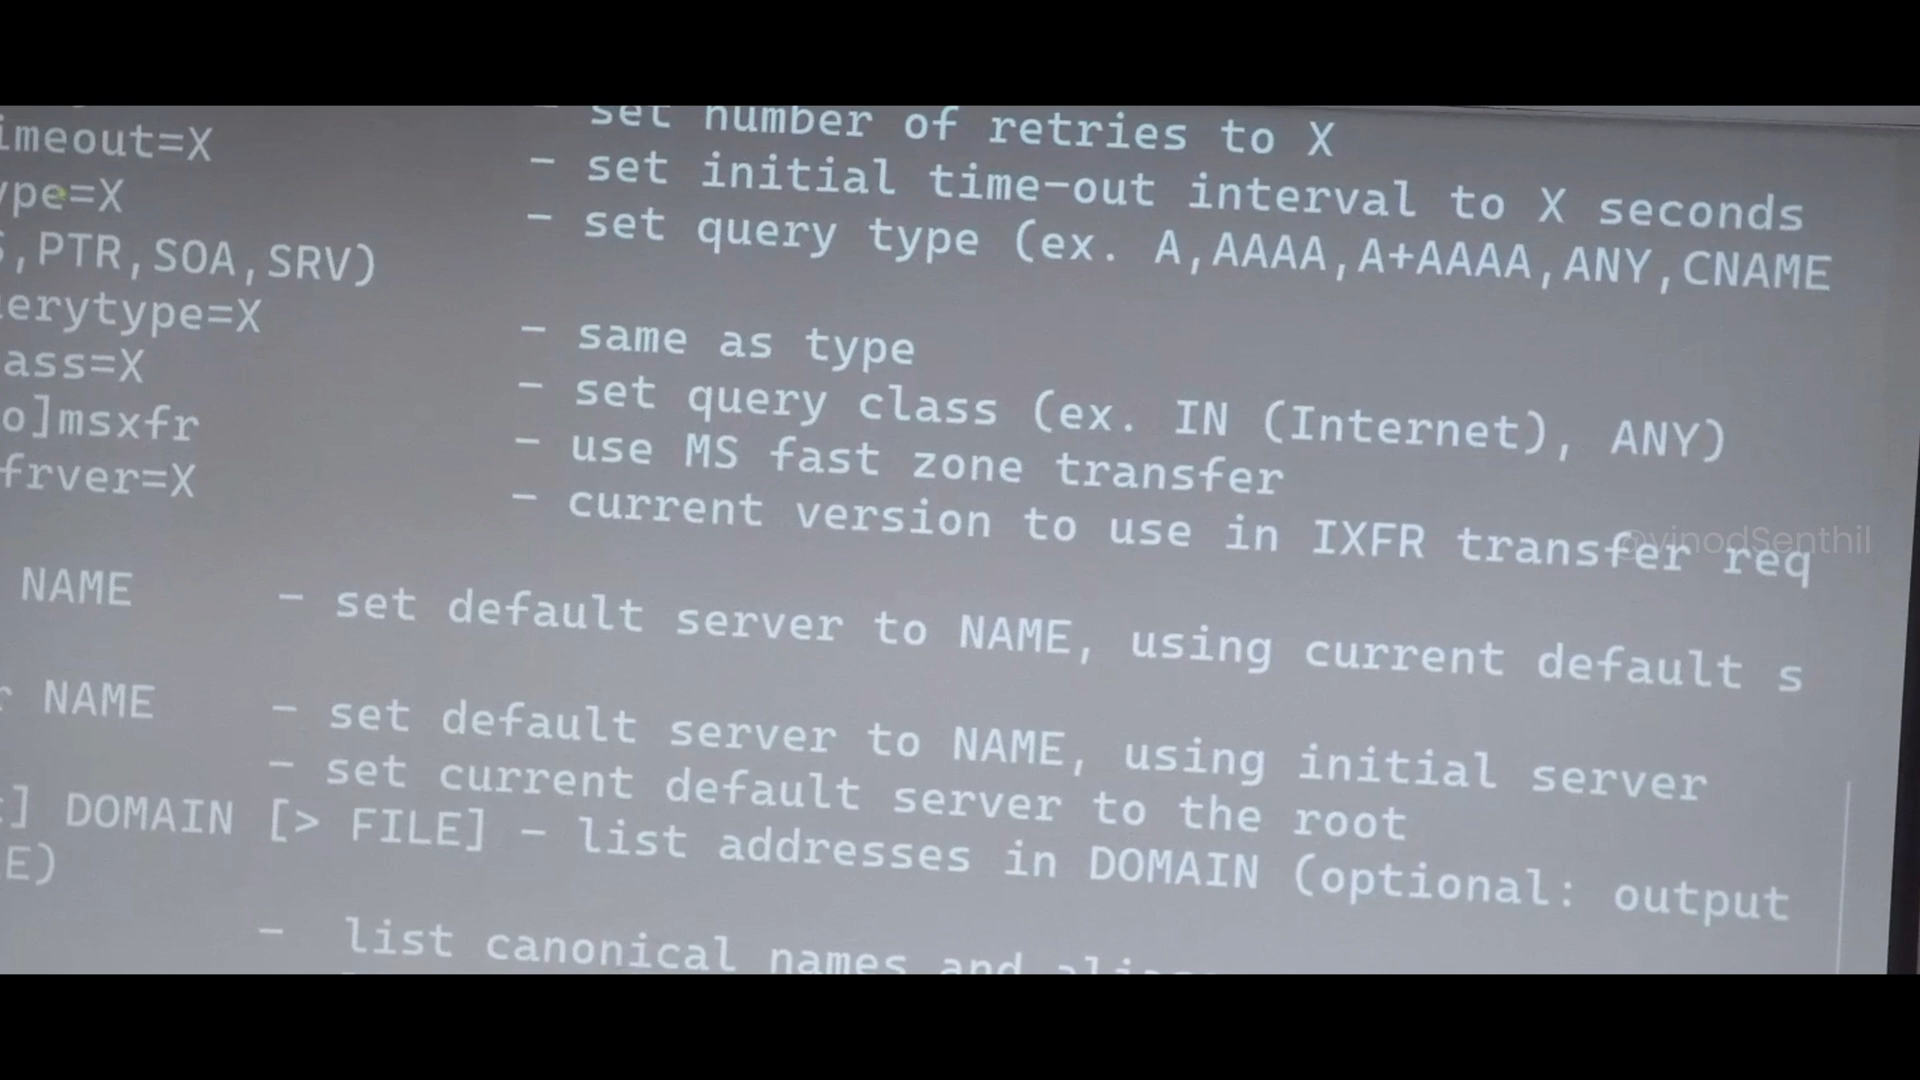 - set number of retries to X
imeout=X - set initial time-out interval to X seconds
ype=X - set query type (ex. A,AAAA,A+AAAA,ANY,CNAME
,PTR,SOA,SRV)
erytype=X - same as type
ass=X - set query class (ex. IN (Internet), ANY)
o]msxfr - use MS fast zone transfer
frver=X - current version to use in IXFR transfer req
@vinodSenthil
NAME - set default server to NAME, using current default s
r NAME - set default server to NAME, using initial server
- set current default server to the root
] DOMAIN [> FILE] - list addresses in DOMAIN (optional: output
E)
- list canonical names and